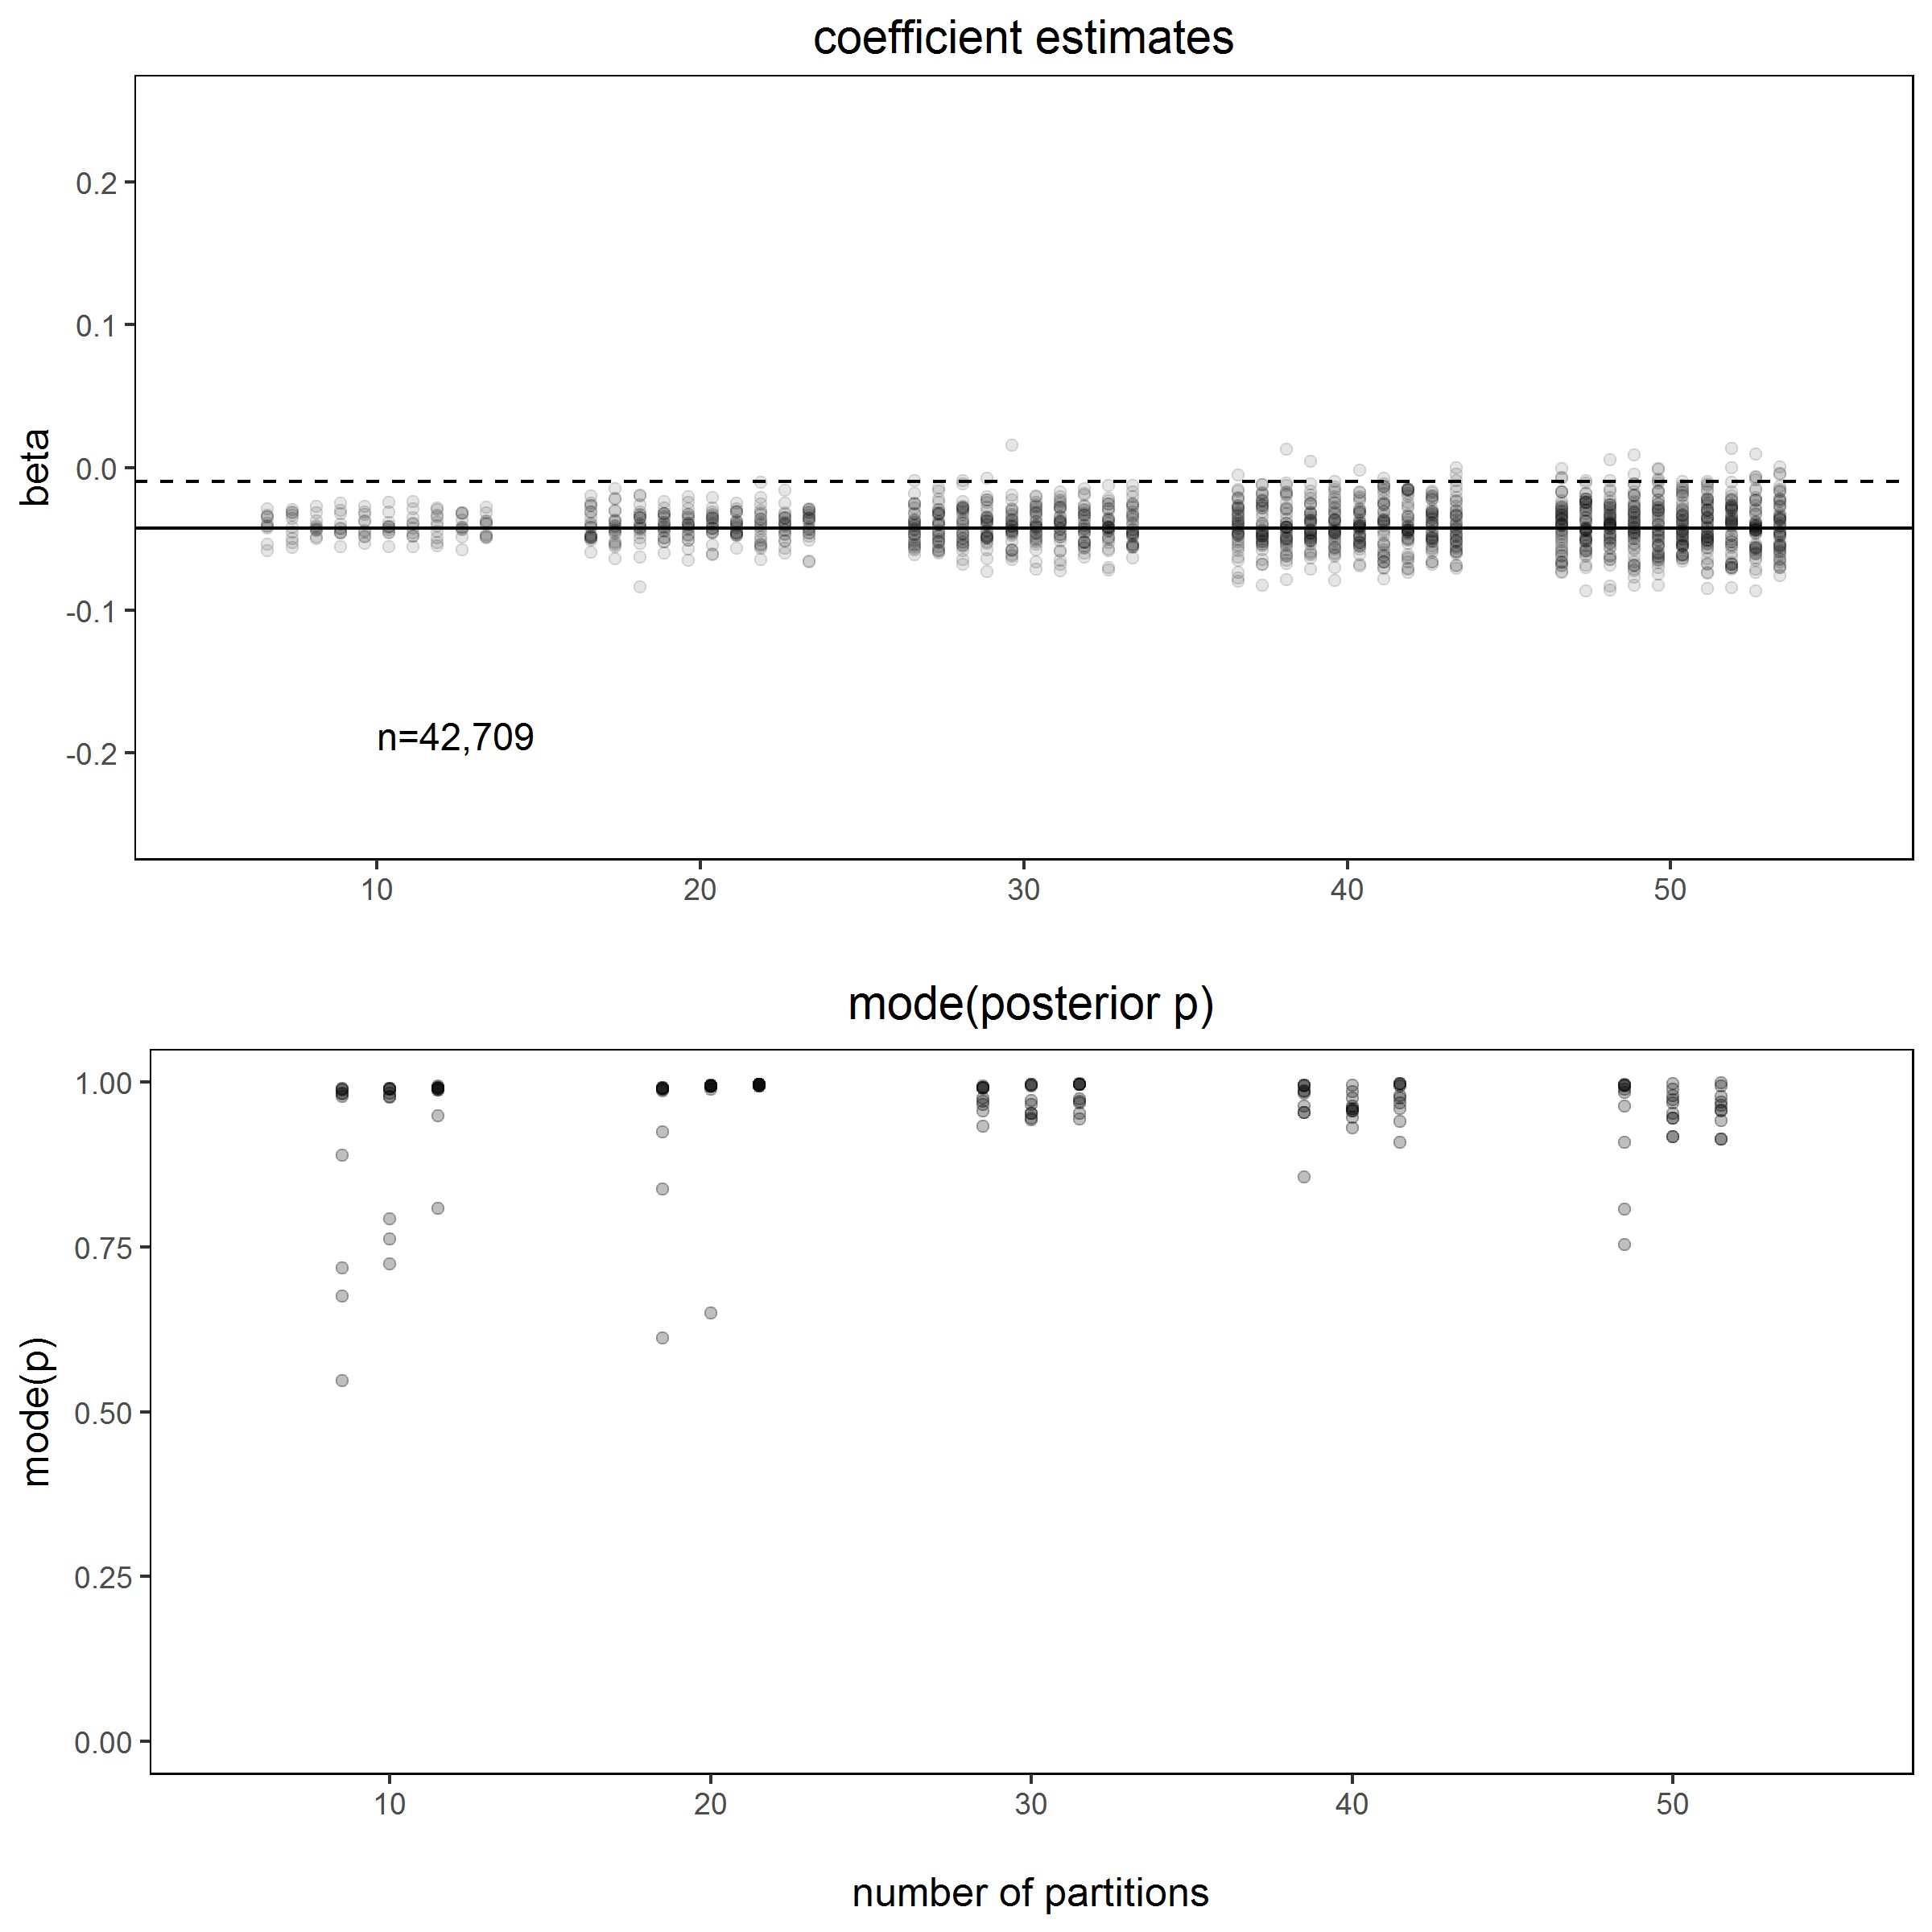 coefficient estimates
0.2
0.1
0.0
-0.1
-0.2
beta
n=42,709
10 20 30 40 50
mode(posterior p)
1.00
0.75
0.50
0.25
0.00
mode(p)
10 20 30 40 50
number of partitions